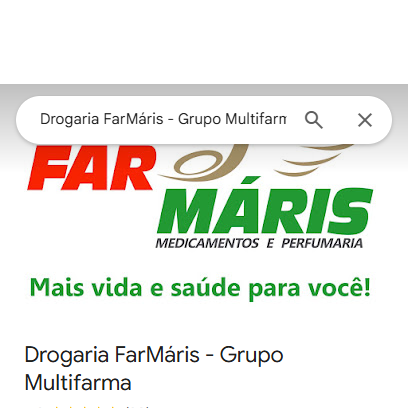 Drogaria FarMáris - Grupo Multifarm
FAR
MÁRIS
MEDICAMENTOS E PERFUMARIA
Mais vida e saúde para você!
Drogaria FarMáris - Grupo
Multifarma